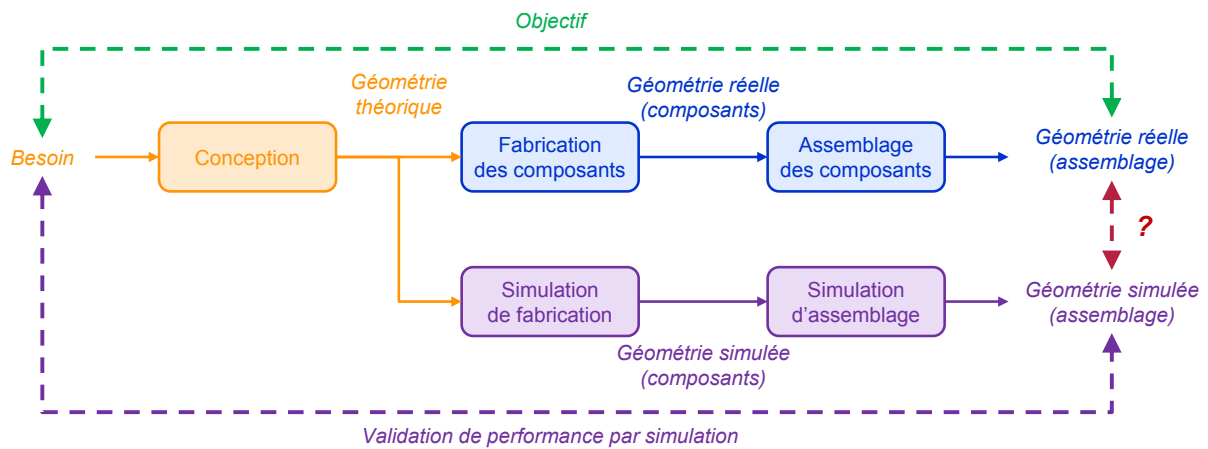 Objectif
Géométrie
théorique
Géométrie réelle
(composants)
Besoin
Conception
Fabrication
des composants
Assemblage
des composants
Géométrie réelle
(assemblage)
?
Simulation
de fabrication
Simulation
d’assemblage
Géométrie simulée
(assemblage)
Géométrie simulée
(composants)
Validation de performance par simulation